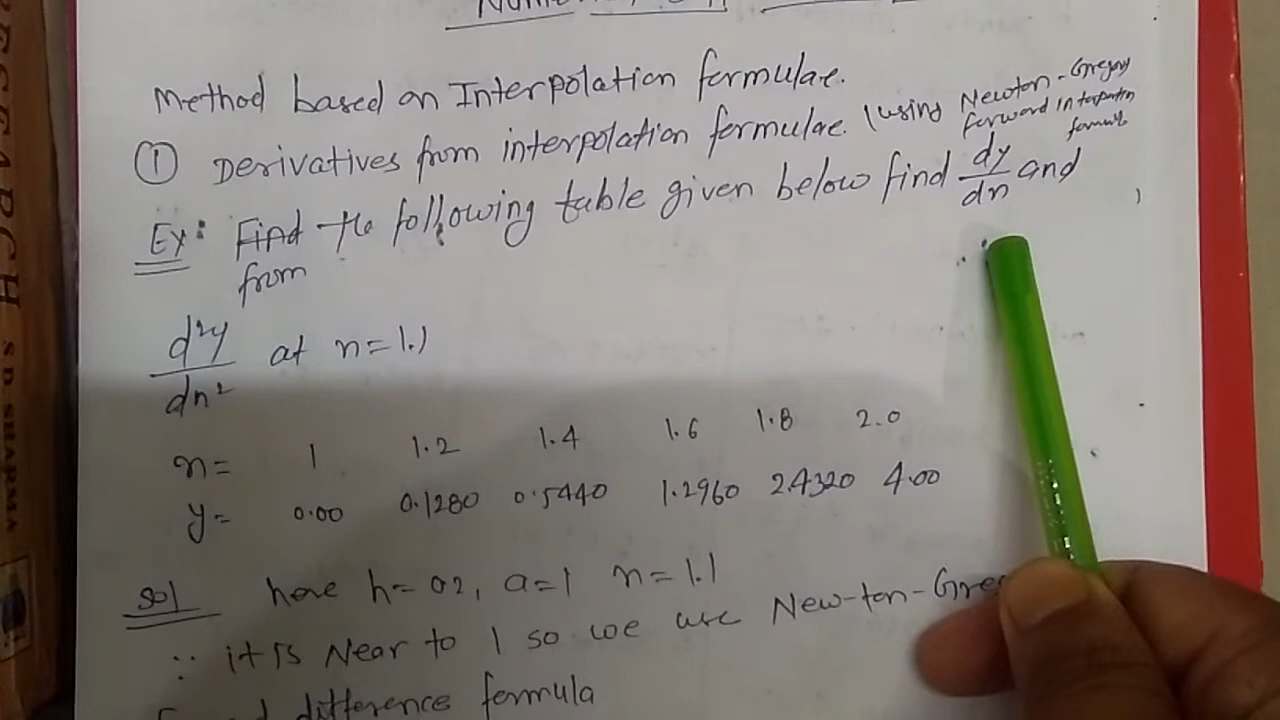 Method based on Interpolation formulae.
① Derivatives from interpolation formulae. (using Newton-Gregory
forward interpolation
formula
Ex: Find the following table given below find dy/dn and
from
d²y/dn² at n=1.1
n= 1 1.2 1.4 1.6 1.8 2.0
y= 0.00 0.1280 0.5440 1.2960 2.4320 4.00
Sol here h=0.2, a=1 n=1.1
∵ it is Near to 1 so we use New-ton-Gre
difference formula
S D SHARMA